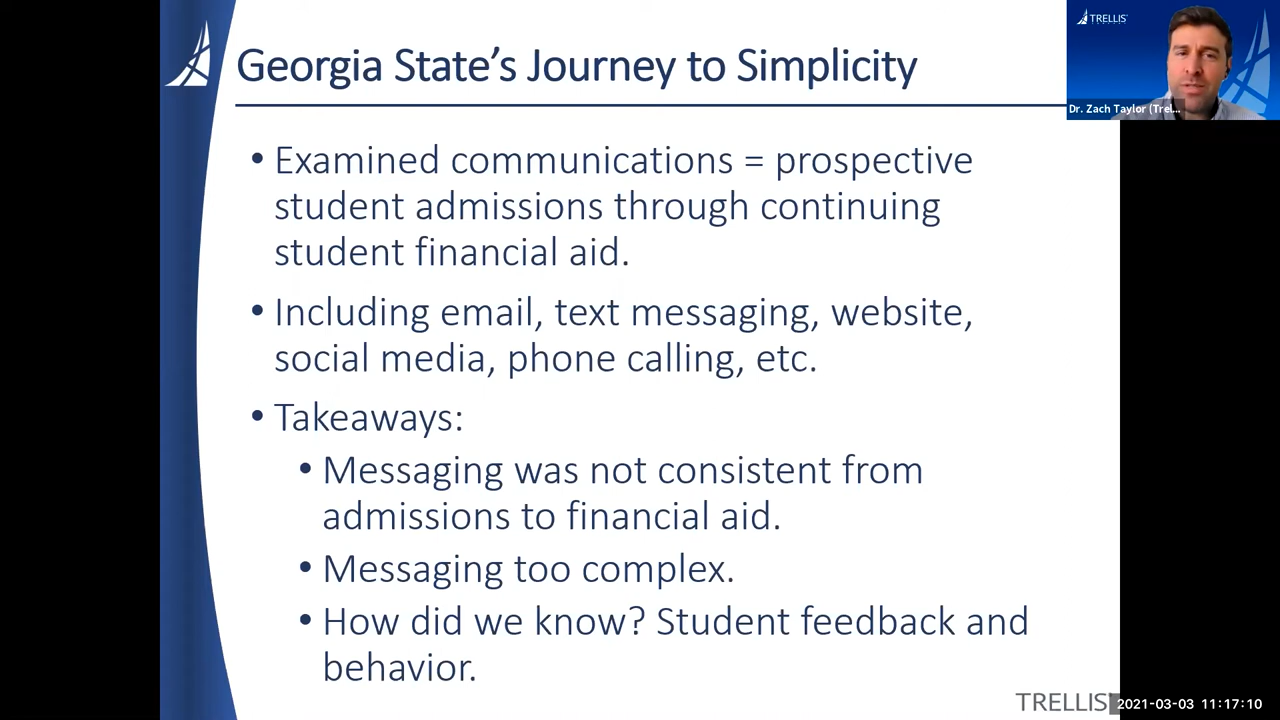 Georgia State's Journey to Simplicity
• Examined communications = prospective
student admissions through continuing
student financial aid.
• Including email, text messaging, website,
social media, phone calling, etc.
• Takeaways:
• Messaging was not consistent from
admissions to financial aid.
• Messaging too complex.
• How did we know? Student feedback and
behavior.
TRELLIS
Dr. Zach Taylor (Trel...
TRELLIS
2021-03-03 11:17:10